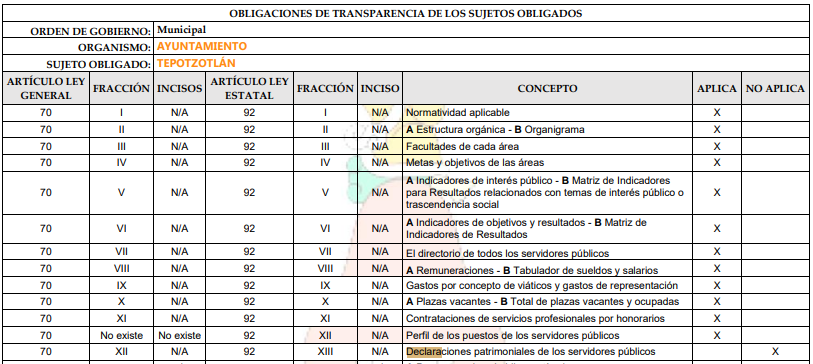 OBLIGACIONES DE TRANSPARENCIA DE LOS SUJETOS OBLIGADOS
ORDEN DE GOBIERNO: Municipal
ORGANISMO: AYUNTAMIENTO
SUJETO OBLIGADO: TEPOTZOTLÁN
ARTÍCULO LEY GENERAL FRACCIÓN INCISOS ARTÍCULO LEY ESTATAL FRACCIÓN INCISO CONCEPTO APLICA NO APLICA
70 I N/A 92 I N/A Normatividad aplicable X
70 II N/A 92 II N/A A Estructura orgánica - B Organigrama X
70 III N/A 92 III N/A Facultades de cada área X
70 IV N/A 92 IV N/A Metas y objetivos de las áreas X
70 V N/A 92 V N/A A Indicadores de interés público - B Matriz de Indicadores
para Resultados relacionados con temas de interés público o
trascendencia social X
70 VI N/A 92 VI N/A A Indicadores de objetivos y resultados - B Matriz de
Indicadores de Resultados X
70 VII N/A 92 VII N/A El directorio de todos los servidores públicos X
70 VIII N/A 92 VIII N/A A Remuneraciones - B Tabulador de sueldos y salarios X
70 IX N/A 92 IX N/A Gastos por concepto de viáticos y gastos de representación X
70 X N/A 92 X N/A A Plazas vacantes - B Total de plazas vacantes y ocupadas X
70 XI N/A 92 XI N/A Contrataciones de servicios profesionales por honorarios X
70 No existe No existe 92 XII N/A Perfil de los puestos de los servidores públicos X
70 XII N/A 92 XIII N/A Declaraciones patrimoniales de los servidores públicos X